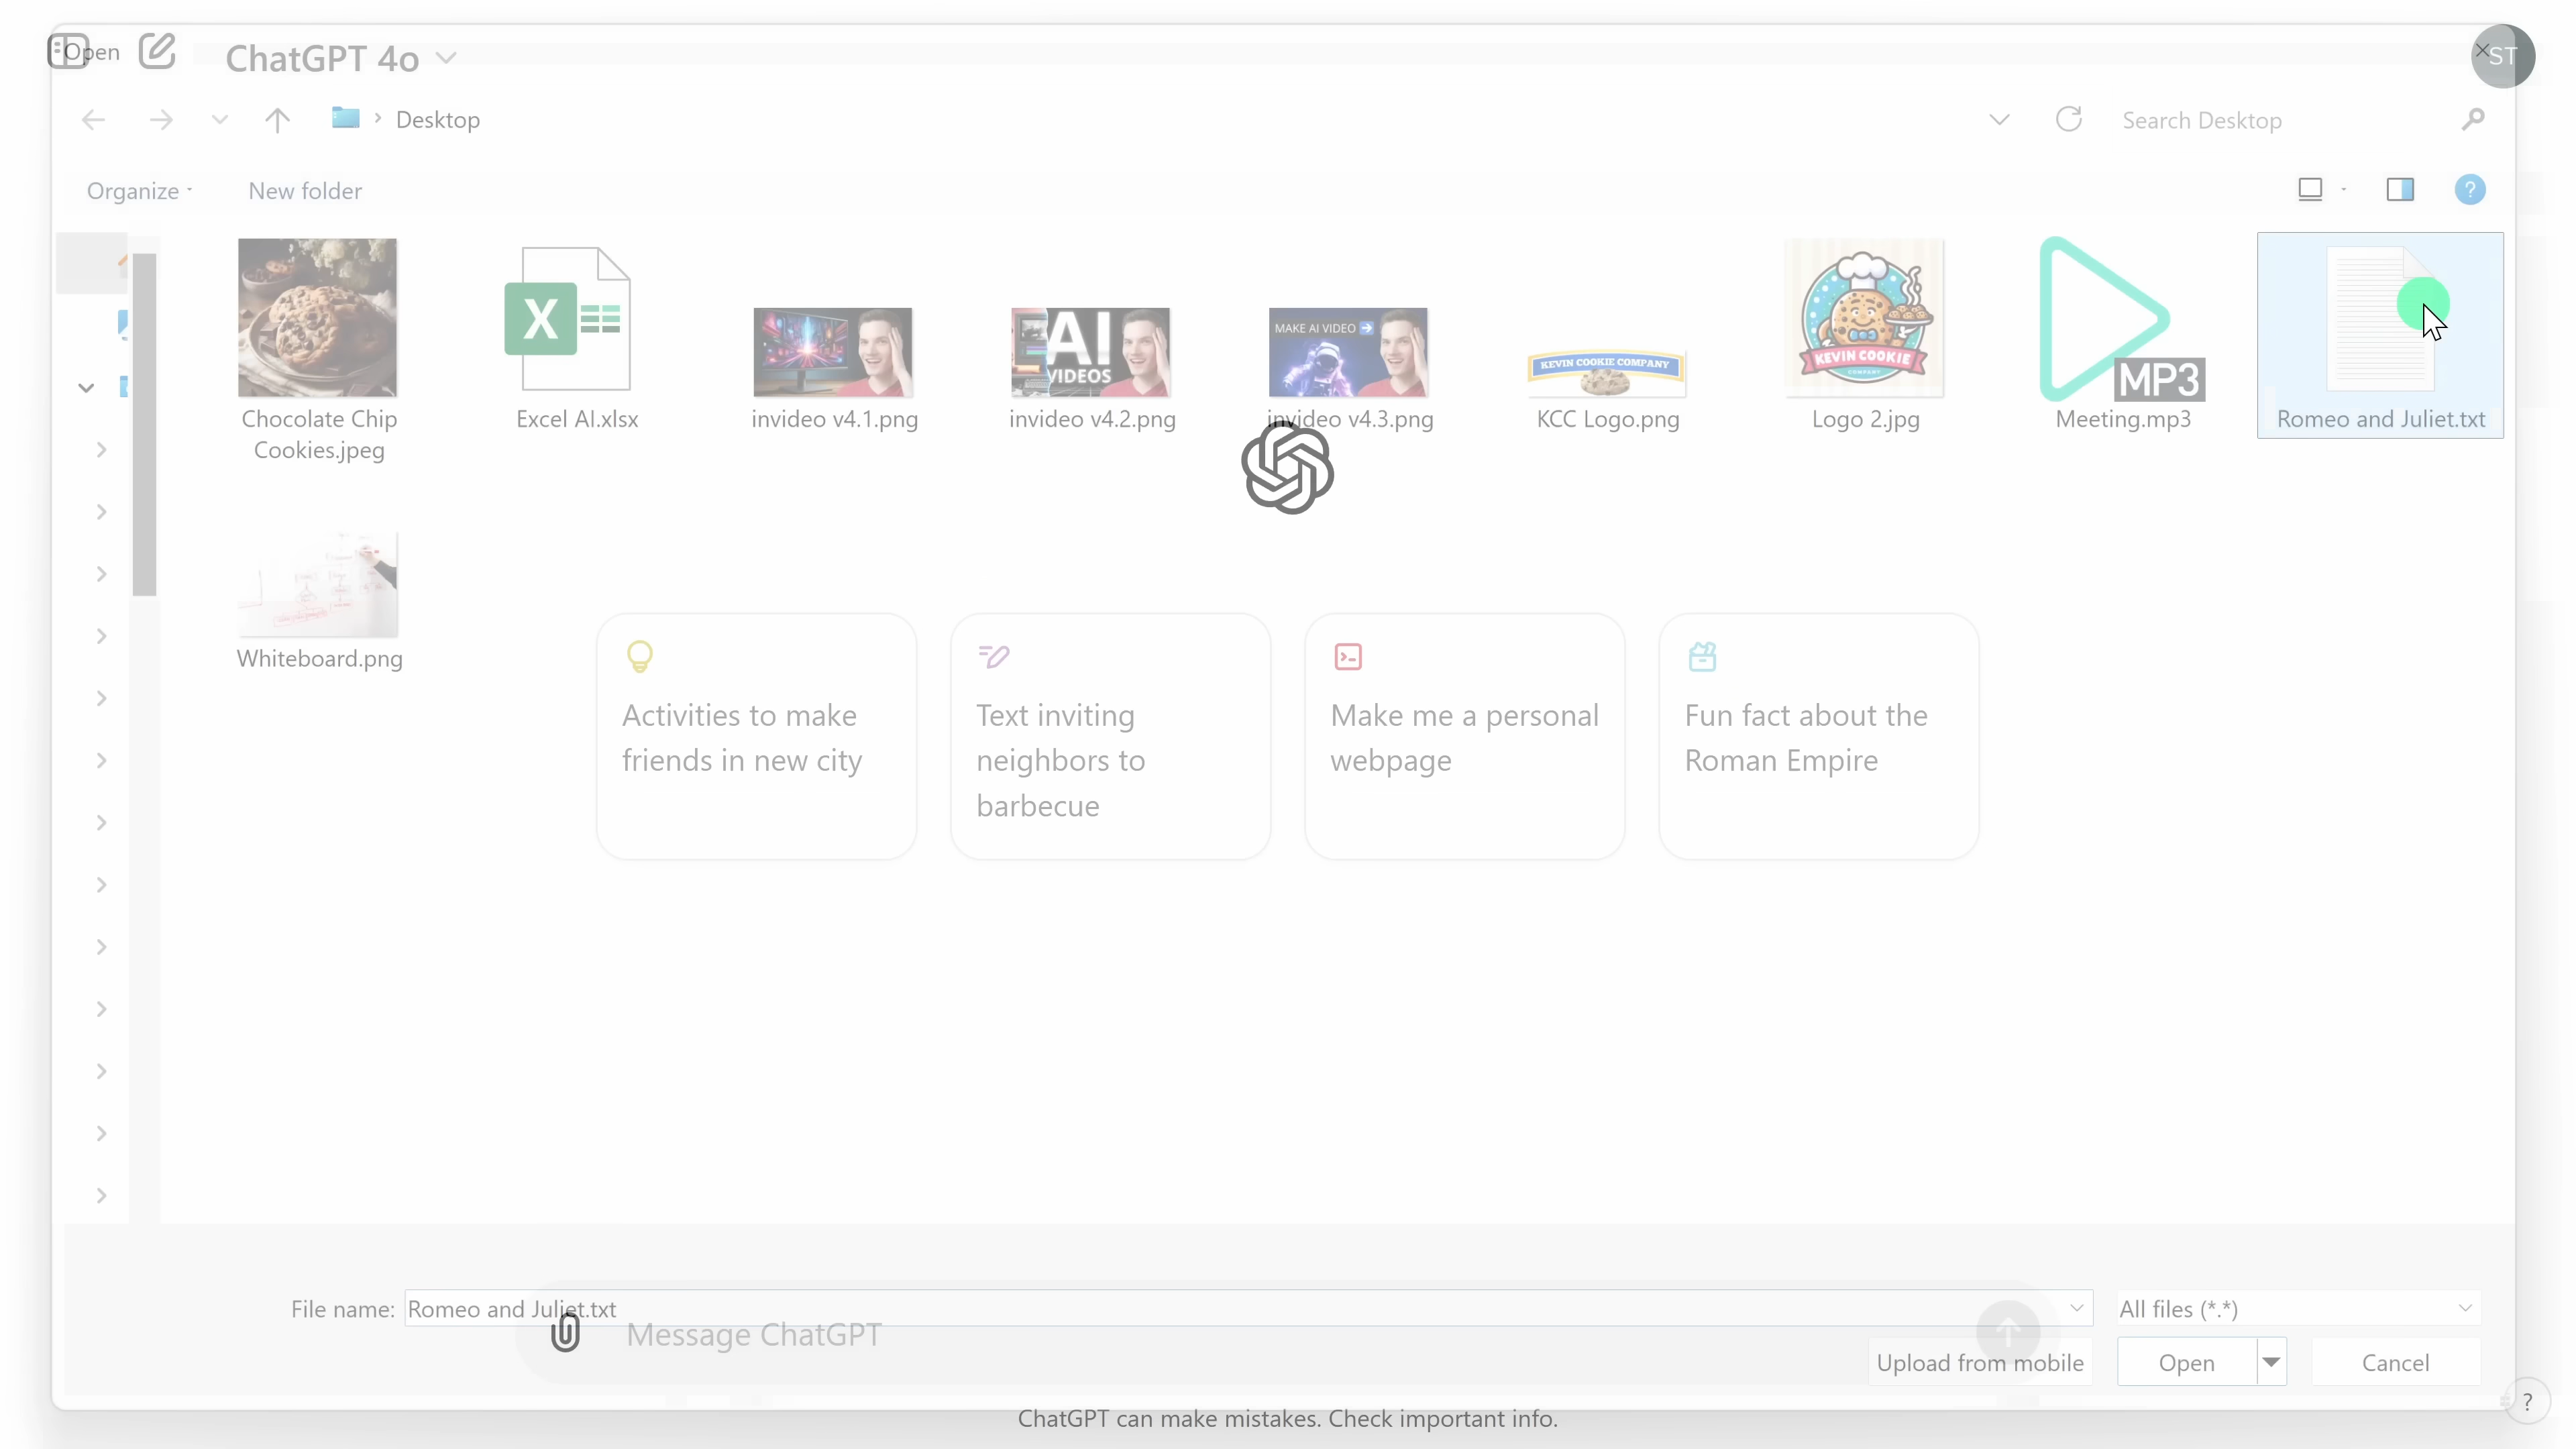 Open
ChatGPT 4o
ST
Desktop
Search Desktop
Organize
New folder
?
X
MAKE AI VIDEO
AI
VIDEOS
KEVIN COOKIE COMPANY
KEVIN COOKIE
COMPANY
MP3
Chocolate Chip
Cookies.jpeg
Excel AI.xlsx
invideo v4.1.png
invideo v4.2.png
invideo v4.3.png
KCC Logo.png
Logo 2.jpg
Meeting.mp3
Romeo and Juliet.txt
Whiteboard.png
Activities to make
friends in new city
Text inviting
neighbors to
barbecue
Make me a personal
webpage
Fun fact about the
Roman Empire
File name:
Romeo and Juliet.txt
All files (*.*)
Message ChatGPT
Upload from mobile
Open
Cancel
ChatGPT can make mistakes. Check important info.
?